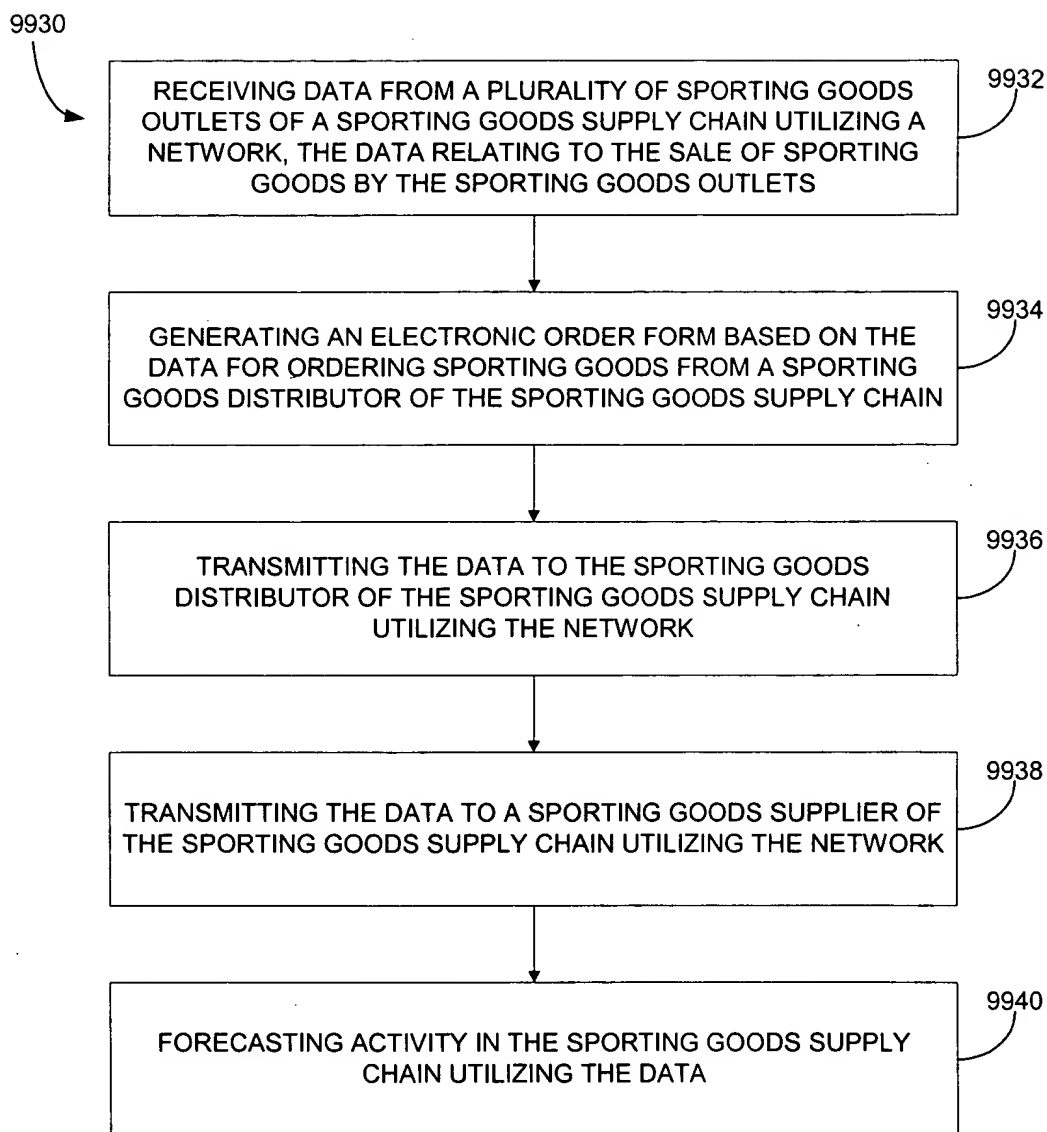 9930
9932
RECEIVING DATA FROM A PLURALITY OF SPORTING GOODS
OUTLETS OF A SPORTING GOODS SUPPLY CHAIN UTILIZING A
NETWORK, THE DATA RELATING TO THE SALE OF SPORTING
GOODS BY THE SPORTING GOODS OUTLETS
9934
GENERATING AN ELECTRONIC ORDER FORM BASED ON THE
DATA FOR ORDERING SPORTING GOODS FROM A SPORTING
GOODS DISTRIBUTOR OF THE SPORTING GOODS SUPPLY CHAIN
9936
TRANSMITTING THE DATA TO THE SPORTING GOODS
DISTRIBUTOR OF THE SPORTING GOODS SUPPLY CHAIN
UTILIZING THE NETWORK
9938
TRANSMITTING THE DATA TO A SPORTING GOODS SUPPLIER OF
THE SPORTING GOODS SUPPLY CHAIN UTILIZING THE NETWORK
9940
FORECASTING ACTIVITY IN THE SPORTING GOODS SUPPLY
CHAIN UTILIZING THE DATA